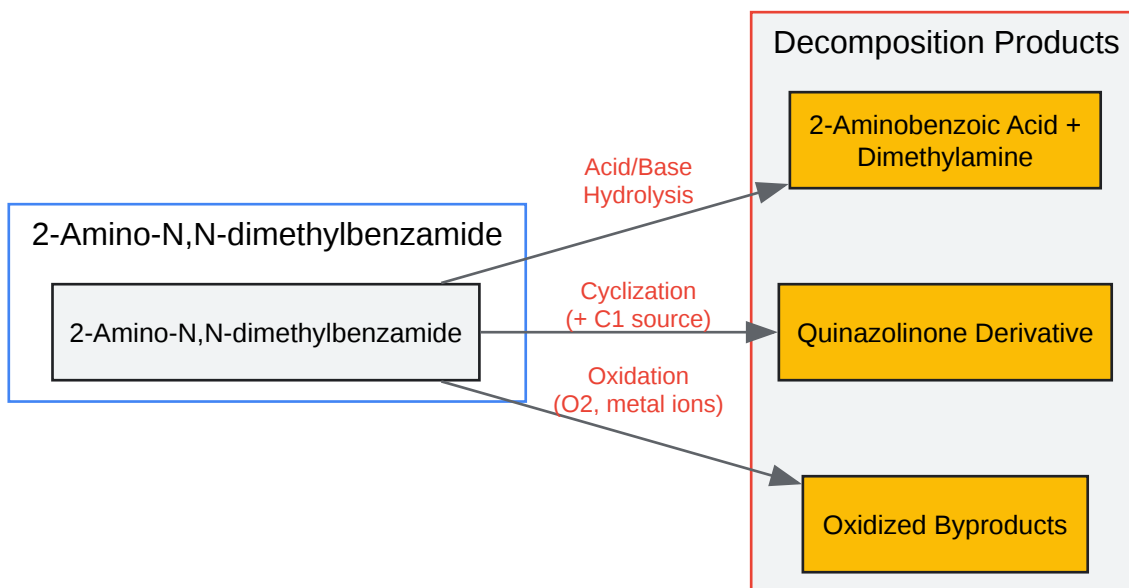 Decomposition Products
2-Aminobenzoic Acid +
Dimethylamine
Acid/Base
Hydrolysis
2-Amino-N,N-dimethylbenzamide
2-Amino-N,N-dimethylbenzamide
Cyclization
(+ C1 source)
Quinazolinone Derivative
Oxidation
(O2, metal ions)
Oxidized Byproducts